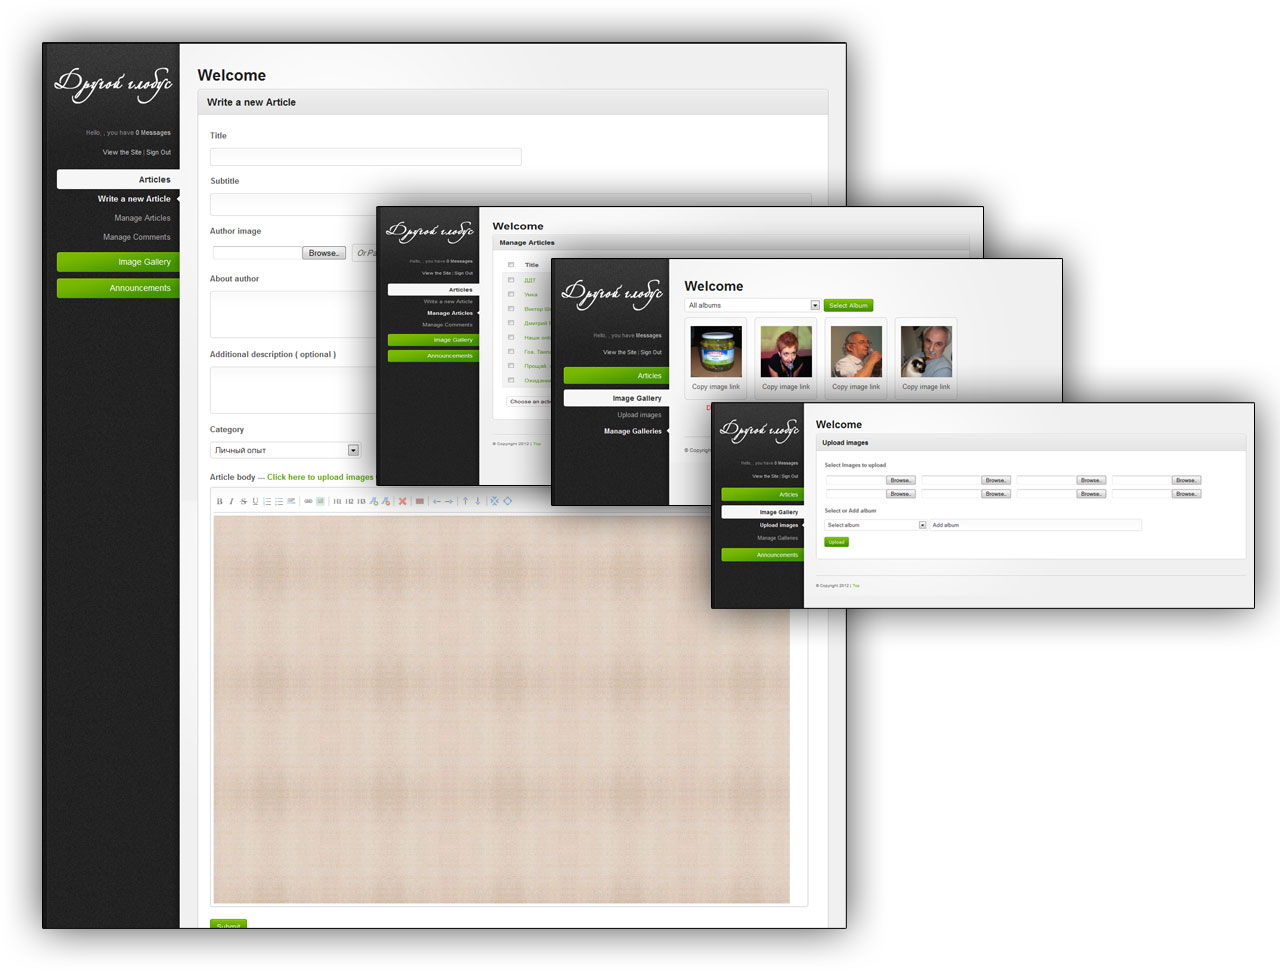 Другой глобус
Hello, , you have 0 Messages
View the Site | Sign Out
Articles
Write a new Article
Manage Articles
Manage Comments
Image Gallery
Announcements
Welcome
Write a new Article
Title
Subtitle
Author image
Browse..
Or Pa
About author
Additional description ( optional )
Category
Личный опыт
Article body — Click here to upload images
B I S U
H1 H2 H3
Submit
Другой глобус
Hello, , you have 0 Messages
View the Site | Sign Out
Articles
Write a new Article
Manage Articles
Manage Comments
Image Gallery
Announcements
Welcome
Manage Articles
Title
ДДТ
Умка
Виктор Ш
Дмитрий
Наше
Гоа.
Прощай
Ожидани
Choose an acti
© Copyright 2012 | Top
Другой глобус
Hello, , you have Messages
View the Site | Sign Out
Articles
Image Gallery
Upload images
Manage Galleries
Welcome
All albums
Select Album
Copy image link
Copy image link
Copy image link
Copy image link
D
© Copyright
Другой глобус
Hello, , you have 0 Messages
View the Site | Sign Out
Articles
Image Gallery
Upload images
Manage Galleries
Announcements
Welcome
Upload images
Select Images to upload
Browse.. Browse.. Browse.. Browse..
Browse.. Browse.. Browse.. Browse..
Select or Add album
Select album
Add album
Upload
© Copyright 2012 | Top